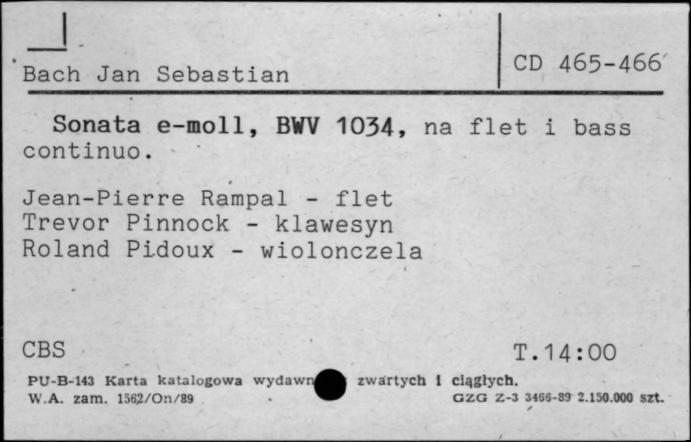 Bach Jan Sebastian
CD 465-466
Sonata e-moll, BWV 1034, na flet i bass
continuo.
Jean-Pierre Rampal - flet
Trevor Pinnock - klawesyn
Roland Pidoux - wiolonczela
CBS
T.14:00
PU-B-143 Karta katalogowa wydawn zwartych i ciągłych.
W.A. zam. 1562/On/89
GZG Z-3 3466-89 2.150.000 szt.